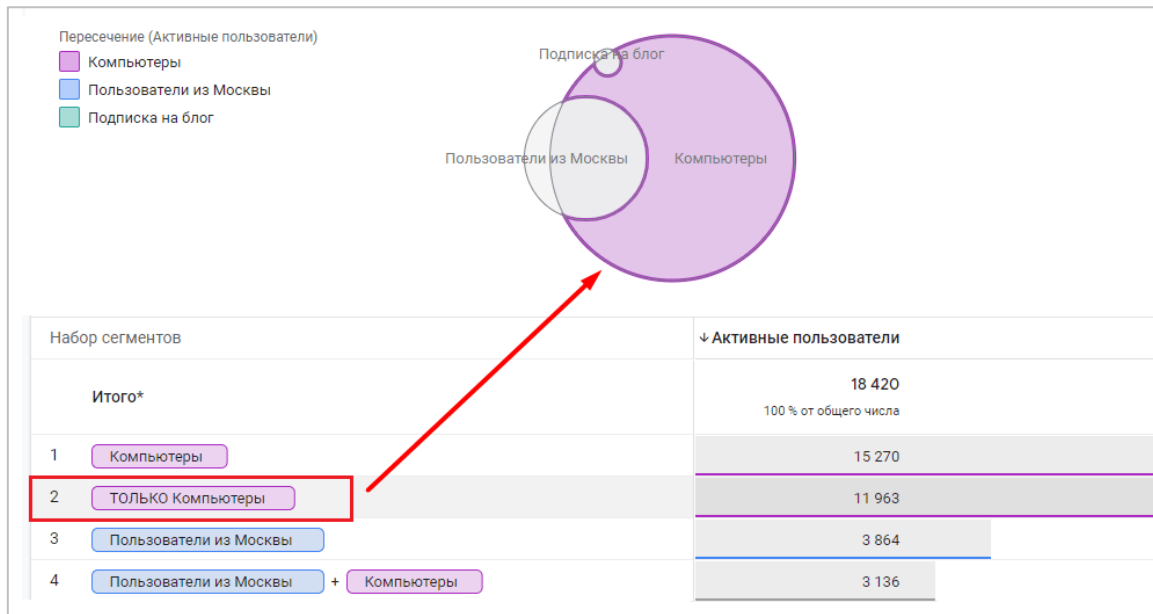 Пересечение (Активные пользователи)
Компьютеры
Пользователи из Москвы
Подписка на блог
Подписка на блог
Пользователи из Москвы
Компьютеры
Набор сегментов
↓ Активные пользователи
Итого*
18 420
100 % от общего числа
1 Компьютеры 15 270
2 ТОЛЬКО Компьютеры 11 963
3 Пользователи из Москвы 3 864
4 Пользователи из Москвы + Компьютеры 3 136